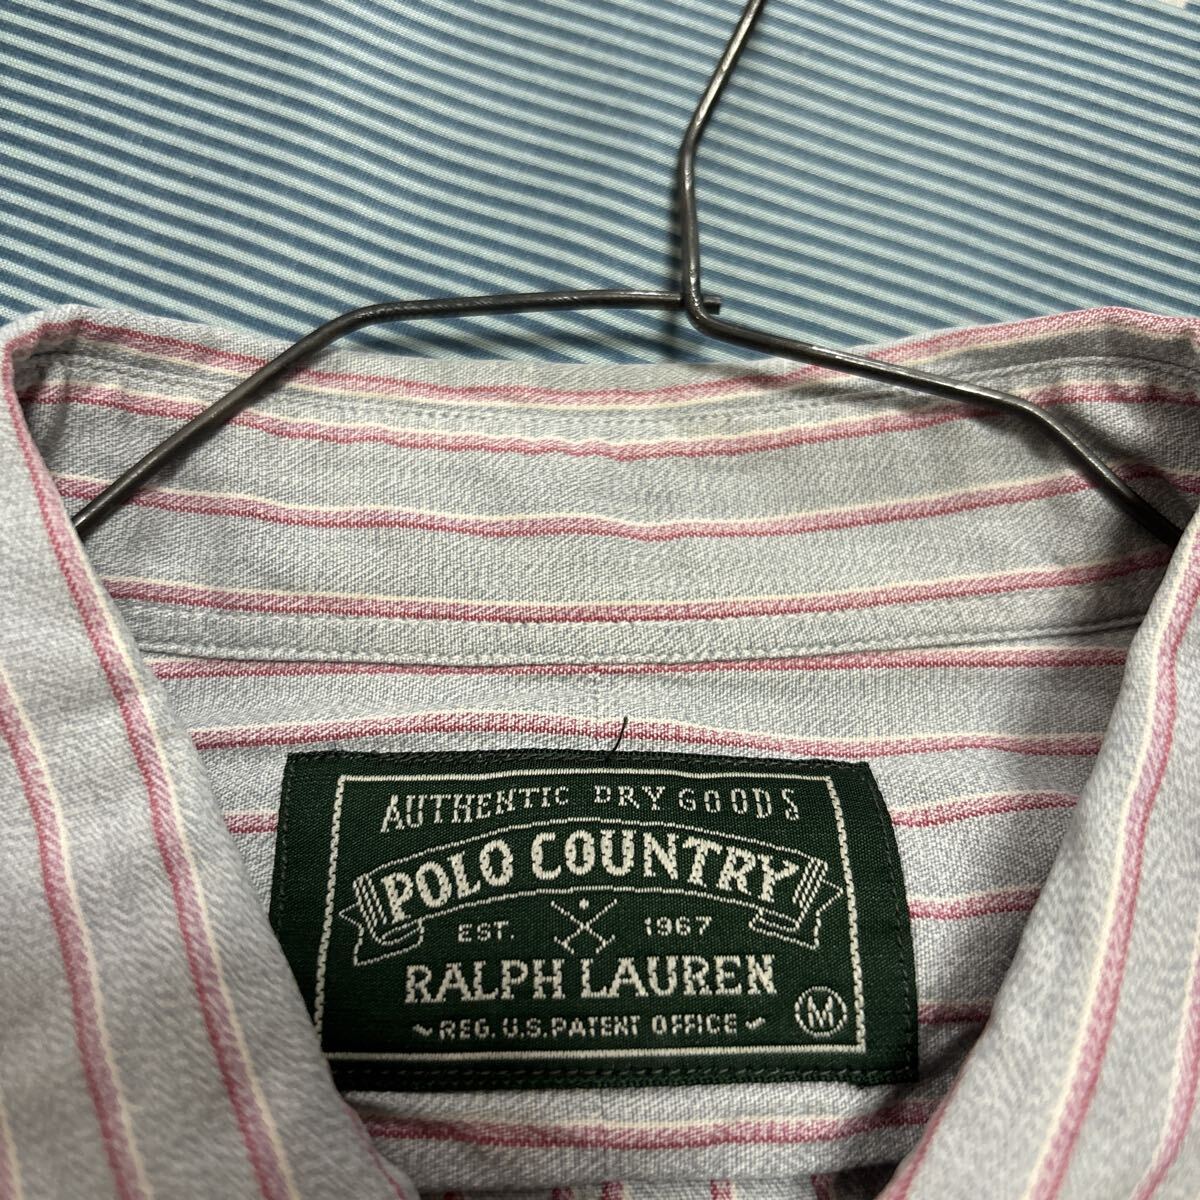 AUTHENTIC DRY GOODS
POLO COUNTRY
EST. 1967
RALPH LAUREN
REG. U.S. PATENT OFFICE
M